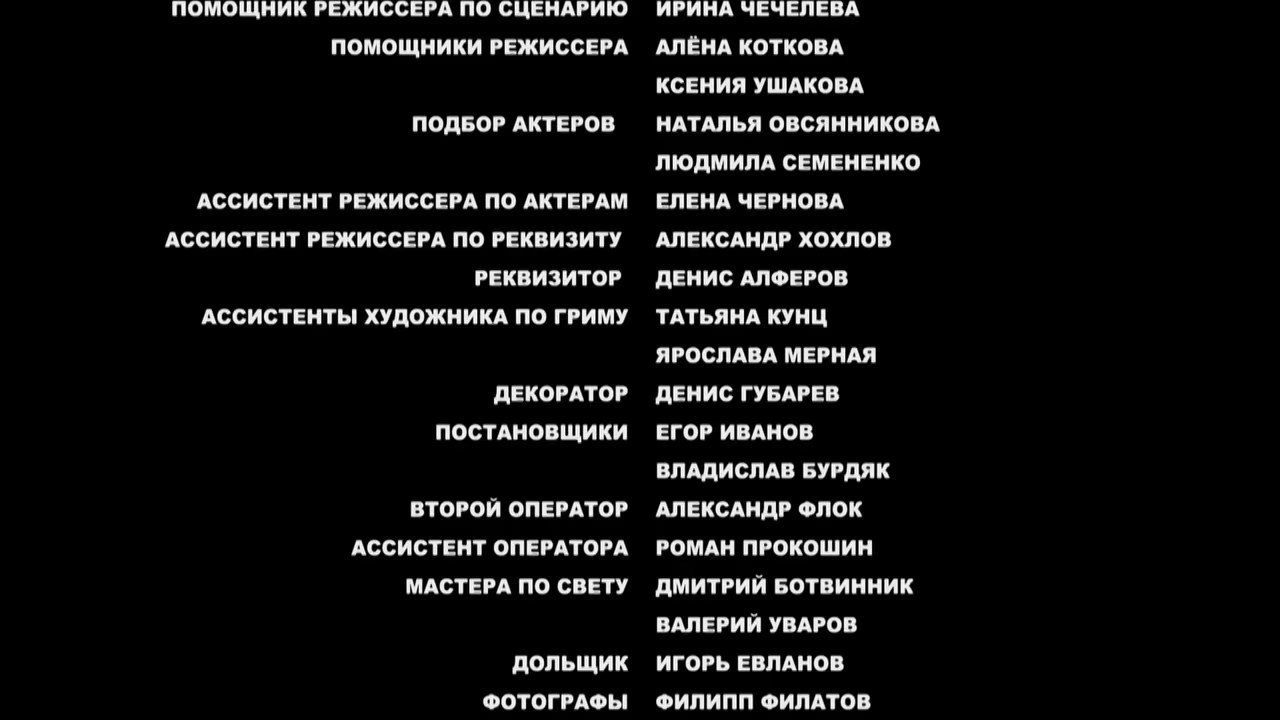 ПОМОЩНИК РЕЖИССЕРА ПО СЦЕНАРИЮ ИРИНА ЧЕЧЕЛЕВА
ПОМОЩНИКИ РЕЖИССЕРА АЛЁНА КОТКОВА
КСЕНИЯ УШАКОВА
ПОДБОР АКТЕРОВ НАТАЛЬЯ ОВСЯННИКОВА
ЛЮДМИЛА СЕМЕНЕНКО
АССИСТЕНТ РЕЖИССЕРА ПО АКТЕРАМ ЕЛЕНА ЧЕРНОВА
АССИСТЕНТ РЕЖИССЕРА ПО РЕКВИЗИТУ АЛЕКСАНДР ХОХЛОВ
РЕКВИЗИТОР ДЕНИС АЛФЕРОВ
АССИСТЕНТЫ ХУДОЖНИКА ПО ГРИМУ ТАТЬЯНА КУНЦ
ЯРОСЛАВА МЕРНАЯ
ДЕКОРАТОР ДЕНИС ГУБАРЕВ
ПОСТАНОВЩИКИ ЕГОР ИВАНОВ
ВЛАДИСЛАВ БУРДЯК
ВТОРОЙ ОПЕРАТОР АЛЕКСАНДР ФЛОК
АССИСТЕНТ ОПЕРАТОРА РОМАН ПРОКОШИН
МАСТЕРА ПО СВЕТУ ДМИТРИЙ БОТВИННИК
ВАЛЕРИЙ УВАРОВ
ДОЛЬЩИК ИГОРЬ ЕВЛАНОВ
ФОТОГРАФЫ ФИЛИПП ФИЛАТОВ